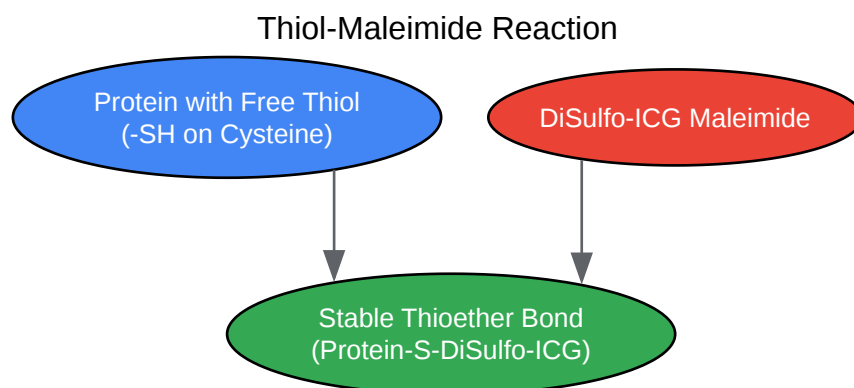 Thiol-Maleimide Reaction
Protein with Free Thiol
(-SH on Cysteine)
DiSulfo-ICG Maleimide
Stable Thioether Bond
(Protein-S-DiSulfo-ICG)